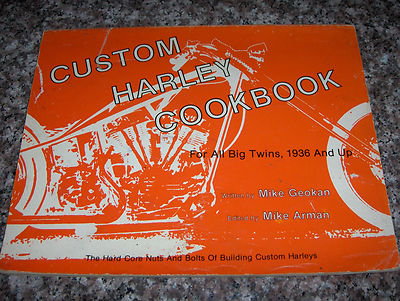 CUSTOM
HARLEY
COOKBOOK
For All Big Twins, 1936 And Up...
Written by Mike Geokan
Edited by Mike Arman
The Hard Core Nuts And Bolts Of Building Custom Harleys